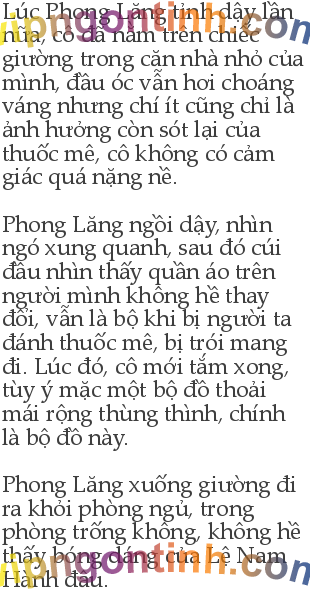 Lúc Phong Lăng tỉnh dậy lần
nữa, cô đã nằm trên chiếc
giường trong căn nhà nhỏ của
mình, đầu óc vẫn hơi choáng
váng nhưng chí ít cũng chỉ là
ảnh hưởng còn sót lại của
thuốc mê, cô không có cảm
giác quá nặng nề.
Phong Lăng ngồi dậy, nhìn
ngó xung quanh, sau đó cúi
đầu nhìn thấy quần áo trên
người mình không hề thay
đổi, vẫn là bộ khi bị người ta
đánh thuốc mê, bị trói mang
đi. Lúc đó, cô mới tắm xong,
tùy ý mặc một bộ đồ thoải
mái rộng thùng thình, chính
là bộ đồ này.
Phong Lăng xuống giường đi
ra khỏi phòng ngủ, trong
phòng trống không, không hề
thấy bóng dáng của Lệ Nam
Hành đâu.
vipngontinh.com
vipngontinh.com